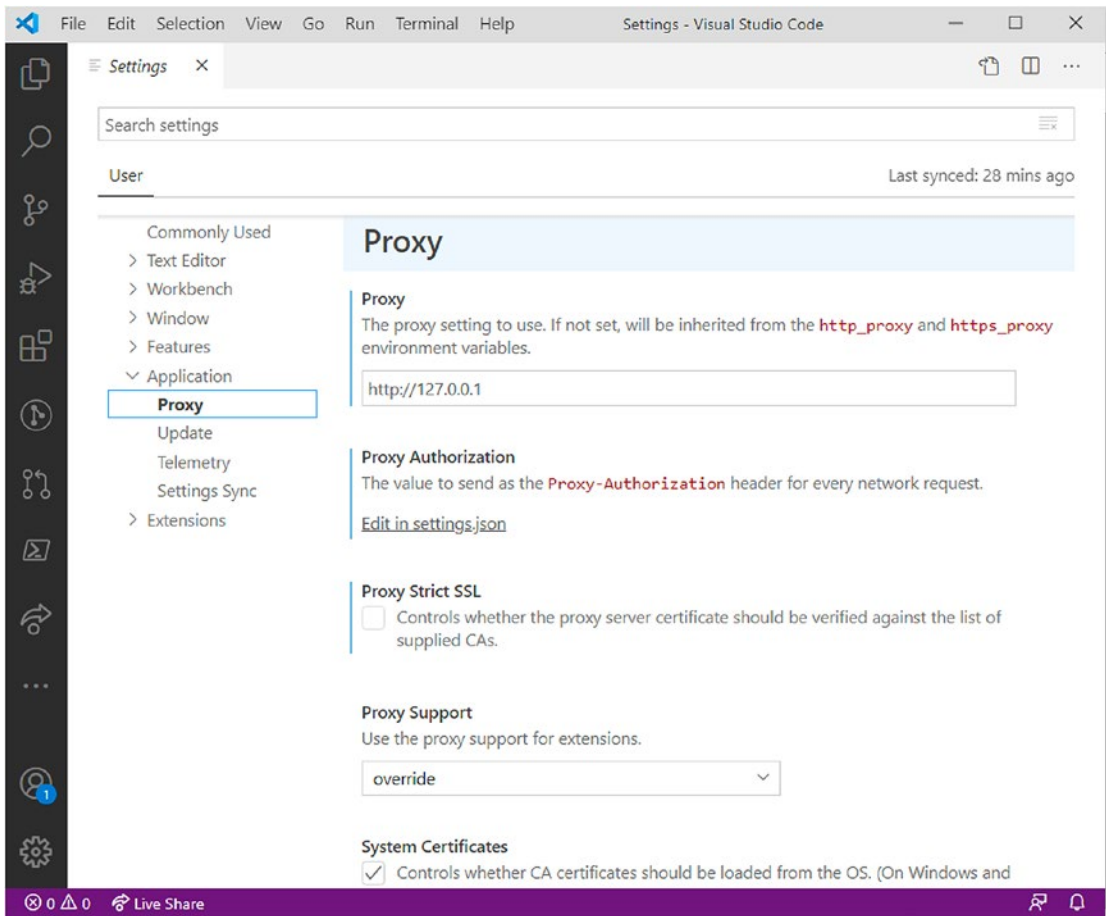 File Edit Selection View Go Run Terminal Help Settings - Visual Studio Code
Settings
Search settings
User Last synced: 28 mins ago
Commonly Used
Text Editor
Workbench
Window
Features
Application
Proxy
Update
Telemetry
Settings Sync
Extensions
Proxy
Proxy
The proxy setting to use. If not set, will be inherited from the http_proxy and https_proxy
environment variables.
http://127.0.0.1
Proxy Authorization
The value to send as the Proxy-Authorization header for every network request.
Edit in settings.json
Proxy Strict SSL
Controls whether the proxy server certificate should be verified against the list of
supplied CAs.
Proxy Support
Use the proxy support for extensions.
override
System Certificates
Controls whether CA certificates should be loaded from the OS. (On Windows and
1
0 0 Live Share